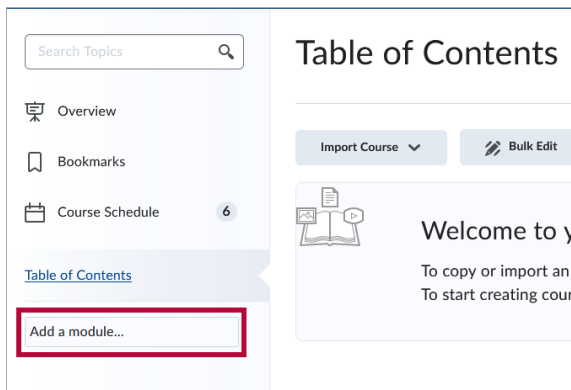 Search Topics
Overview
Bookmarks
Course Schedule 6
Table of Contents
Add a module...
Table of Contents
Import Course
Bulk Edit
Welcome to y
To copy or import an
To start creating cour